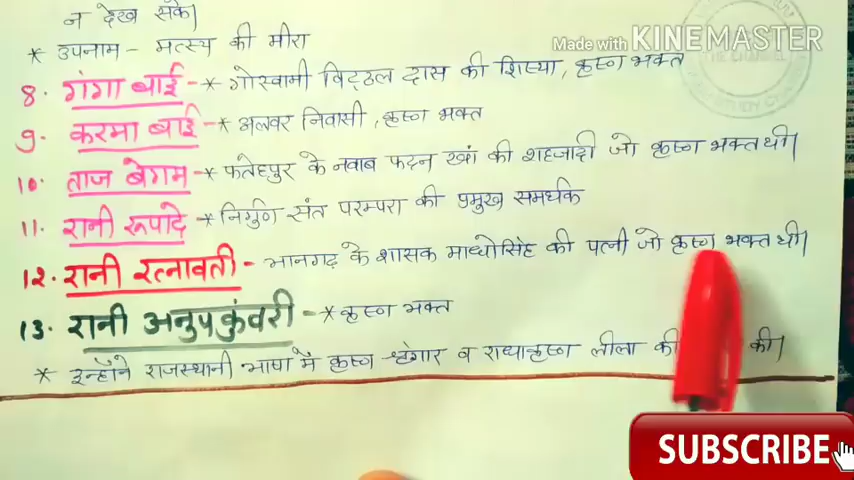 न देख सके।
* उपनाम - मत्स्य की मीरा
8. गंगा बाई - * गोस्वामी विट्ठल दास की शिष्या, कृष्ण भक्त
9. करमा बाई - * अलवर निवासी, कृष्ण भक्त
10. ताज बेगम - * फतेहपुर के नवाब फदन खां की शहजादी जो कृष्ण भक्त थी।
11. रानी रूपादे - * निर्गुण संत परम्परा की प्रमुख समर्थक
12. रानी रत्नावती - भानगढ़ के शासक माधोसिंह की पत्नी जो कृष्ण भक्त थी।
13. रानी अनुपकुंवरी - * कृष्ण भक्त
* इन्होंने राजस्थानी भाषा में कृष्ण श्रृंगार व राधाकृष्ण लीला की की।
Made with KINEMASTER
SUBSCRIBE